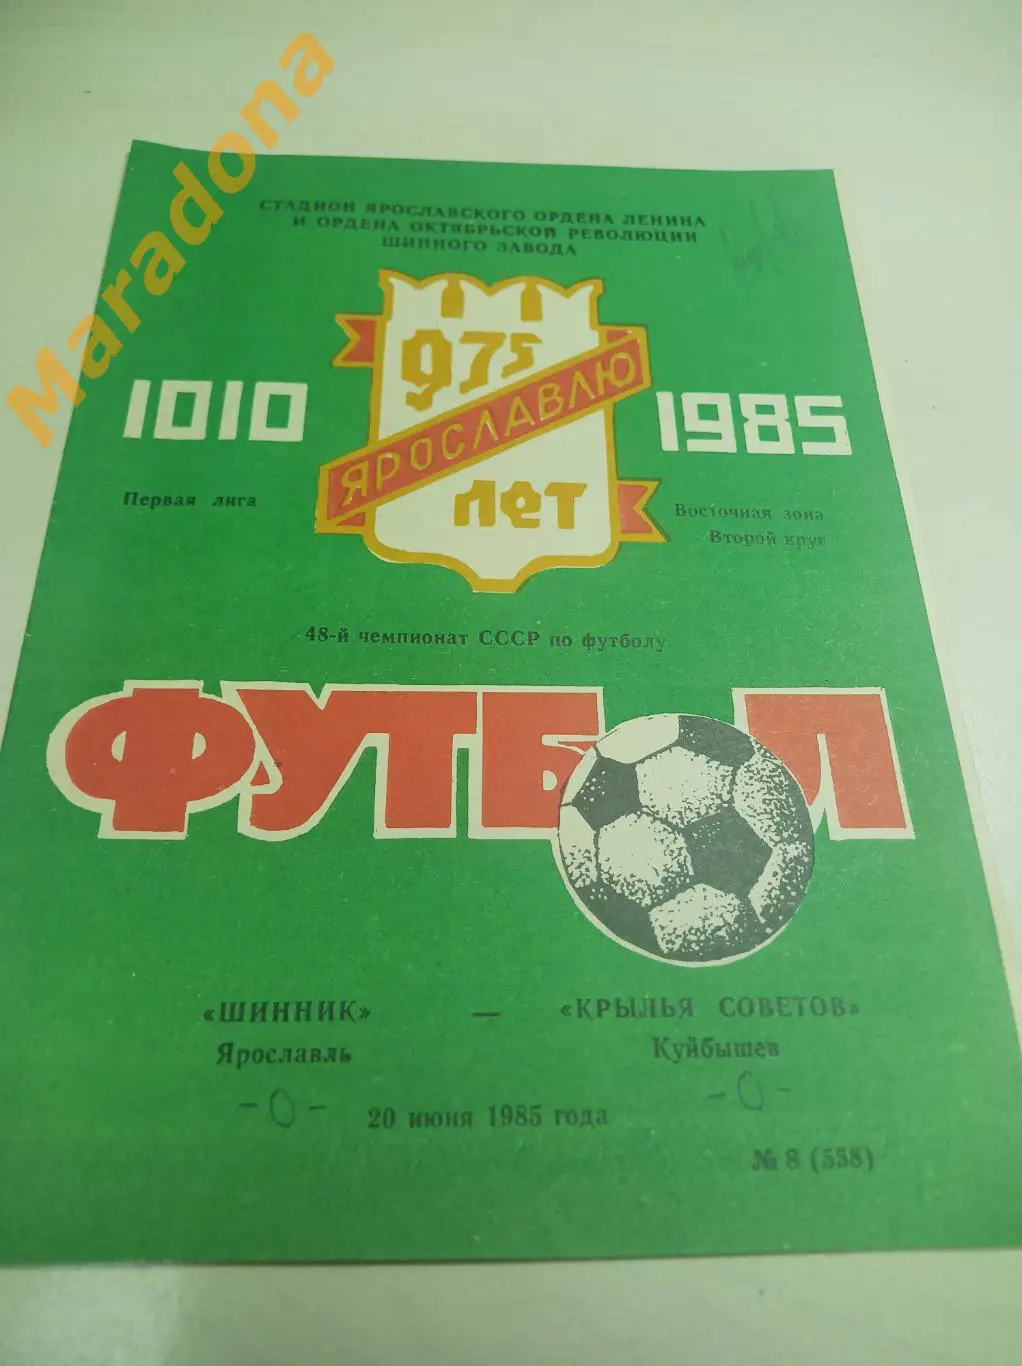 Maradona
СТАДИОН ЯРОСЛАВСКОГО ОРДЕНА ЛЕНИНА
И ОРДЕНА ОКТЯБРЬСКОЙ РЕВОЛЮЦИИ
ШИННОГО ЗАВОДА
975
ЯРОСЛАВЛЮ
лет
1010
1985
Первая лига
Восточная зона
Второй круг
48-й чемпионат СССР по футболу
ФУТБОЛ
«ШИННИК» — «КРЫЛЬЯ СОВЕТОВ»
Ярославль Куйбышев
-0- -0-
20 июня 1985 года
№ 8 (538)